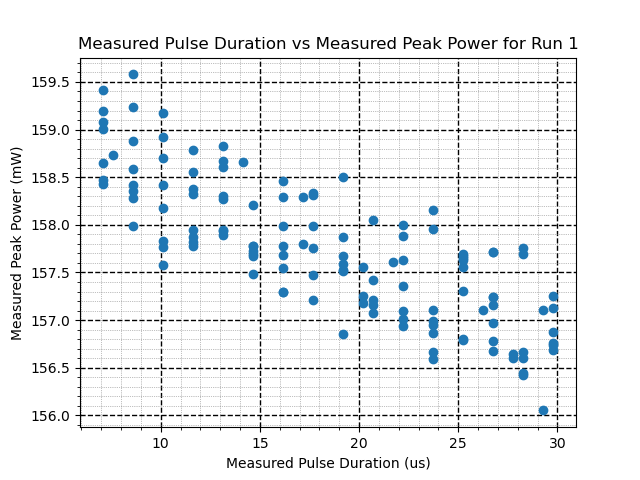 Measured Pulse Duration vs Measured Peak Power for Run 1
159.5
159.0
158.5
158.0
157.5
157.0
156.5
156.0
Measured Peak Power (mW)
10 15 20 25 30
Measured Pulse Duration (us)